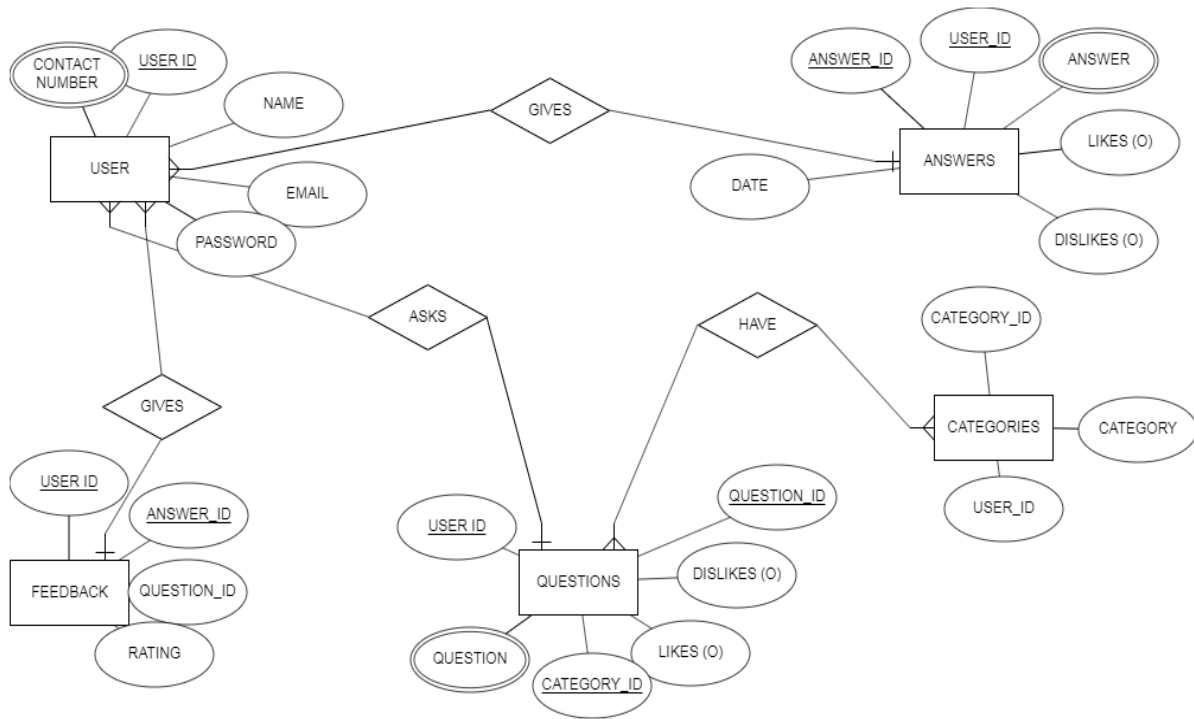 CONTACT
NUMBER
USER ID
NAME
USER
EMAIL
PASSWORD
GIVES
ANSWER_ID
USER_ID
ANSWER
LIKES (O)
ANSWERS
DATE
DISLIKES (O)
ASKS
HAVE
CATEGORY_ID
CATEGORIES
CATEGORY
USER_ID
GIVES
USER ID
ANSWER_ID
FEEDBACK
QUESTION_ID
RATING
USER ID
QUESTION_ID
QUESTIONS
DISLIKES (O)
QUESTION
CATEGORY_ID
LIKES (O)